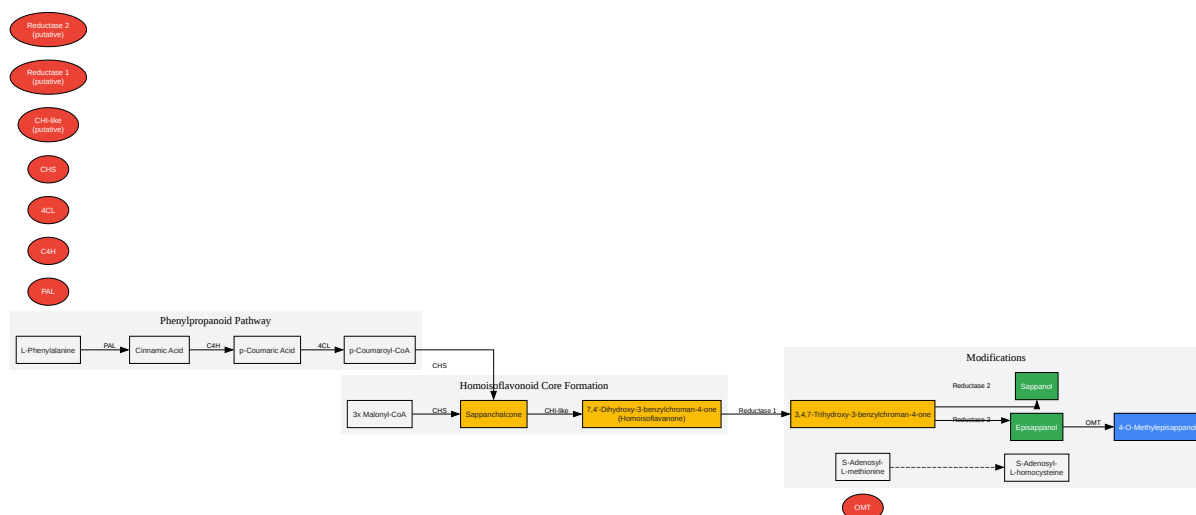 Reductase 2
(putative)
Reductase 1
(putative)
CHI-like
(putative)
CHS
4CL
C4H
PAL
Phenylpropanoid Pathway
L-Phenylalanine
PAL
Cinnamic Acid
C4H
p-Coumaric Acid
4CL
p-Coumaroyl-CoA
CHS
Homoisoflavonoid Core Formation
3x Malonyl-CoA
CHS
Sappanchalcone
CHI-like
7,4'-Dihydroxy-3-benzylchroman-4-one
(Homoisoflavanone)
Reductase 1
Modifications
3,4,7-Trihydroxy-3-benzylchroman-4-one
Reductase 2
Sappanol
Reductase 2
Episappanol
OMT
4-O-Methylepisappanol
S-Adenosyl-
L-methionine
S-Adenosyl-
L-homocysteine
OMT